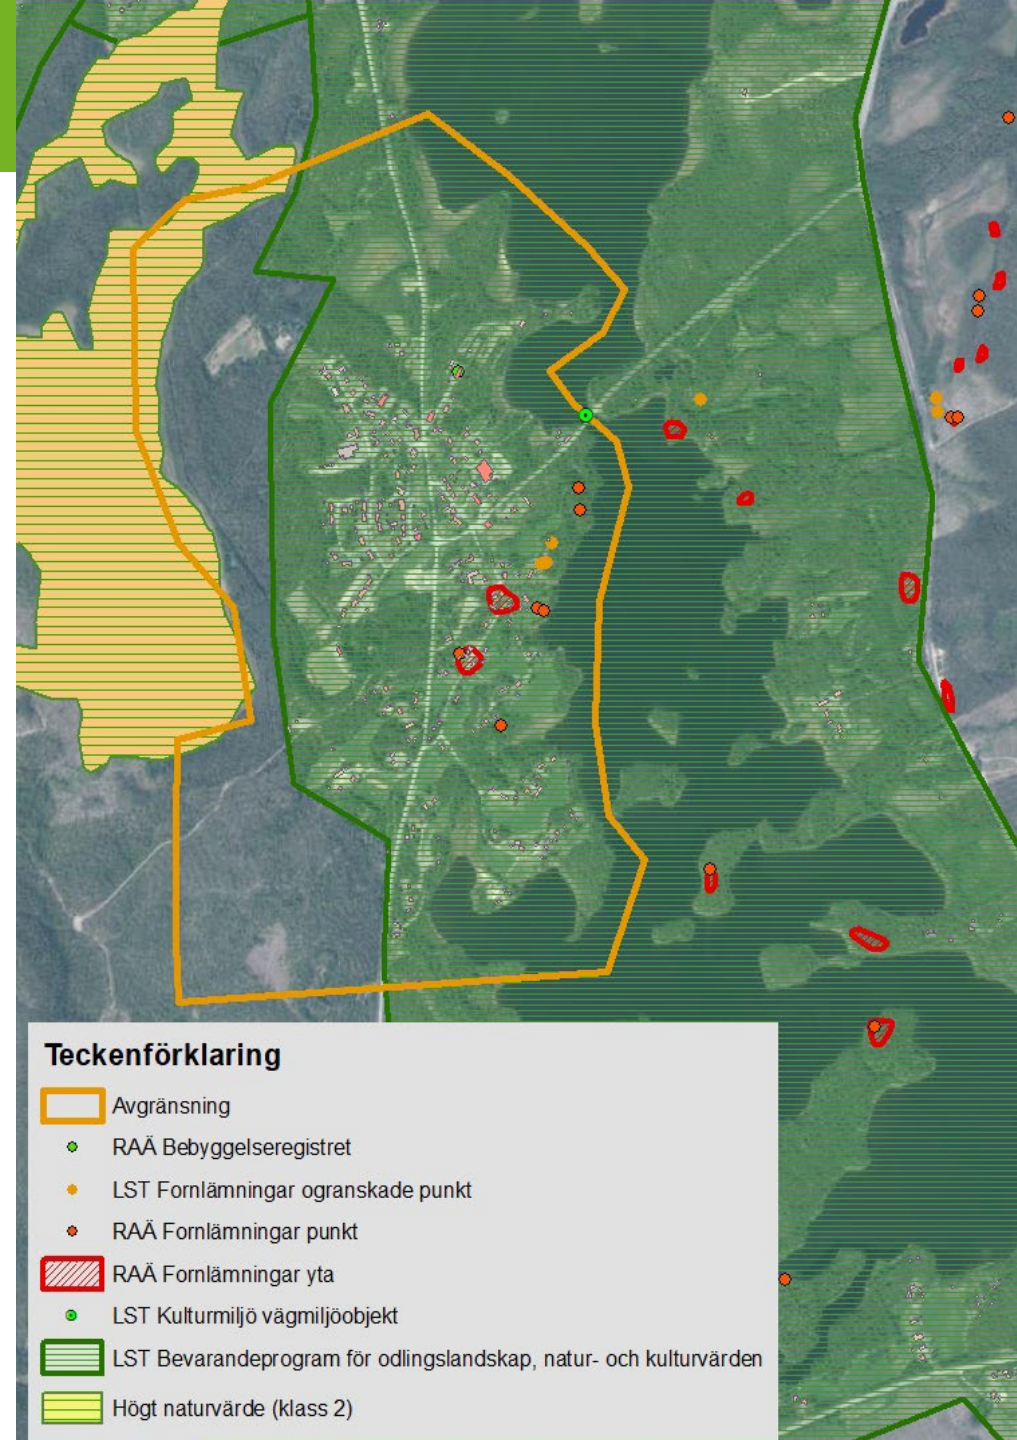 Teckenförklaring
Avgränsning
RAÄ Bebyggelseregistret
LST Fornlämningar ogranskade punkt
RAÄ Fornlämningar punkt
RAÄ Fornlämningar yta
LST Kulturmiljö vägmiljöobjekt
LST Bevarandeprogram för odlingslandskap, natur- och kulturvärden
Högt naturvärde (klass 2)